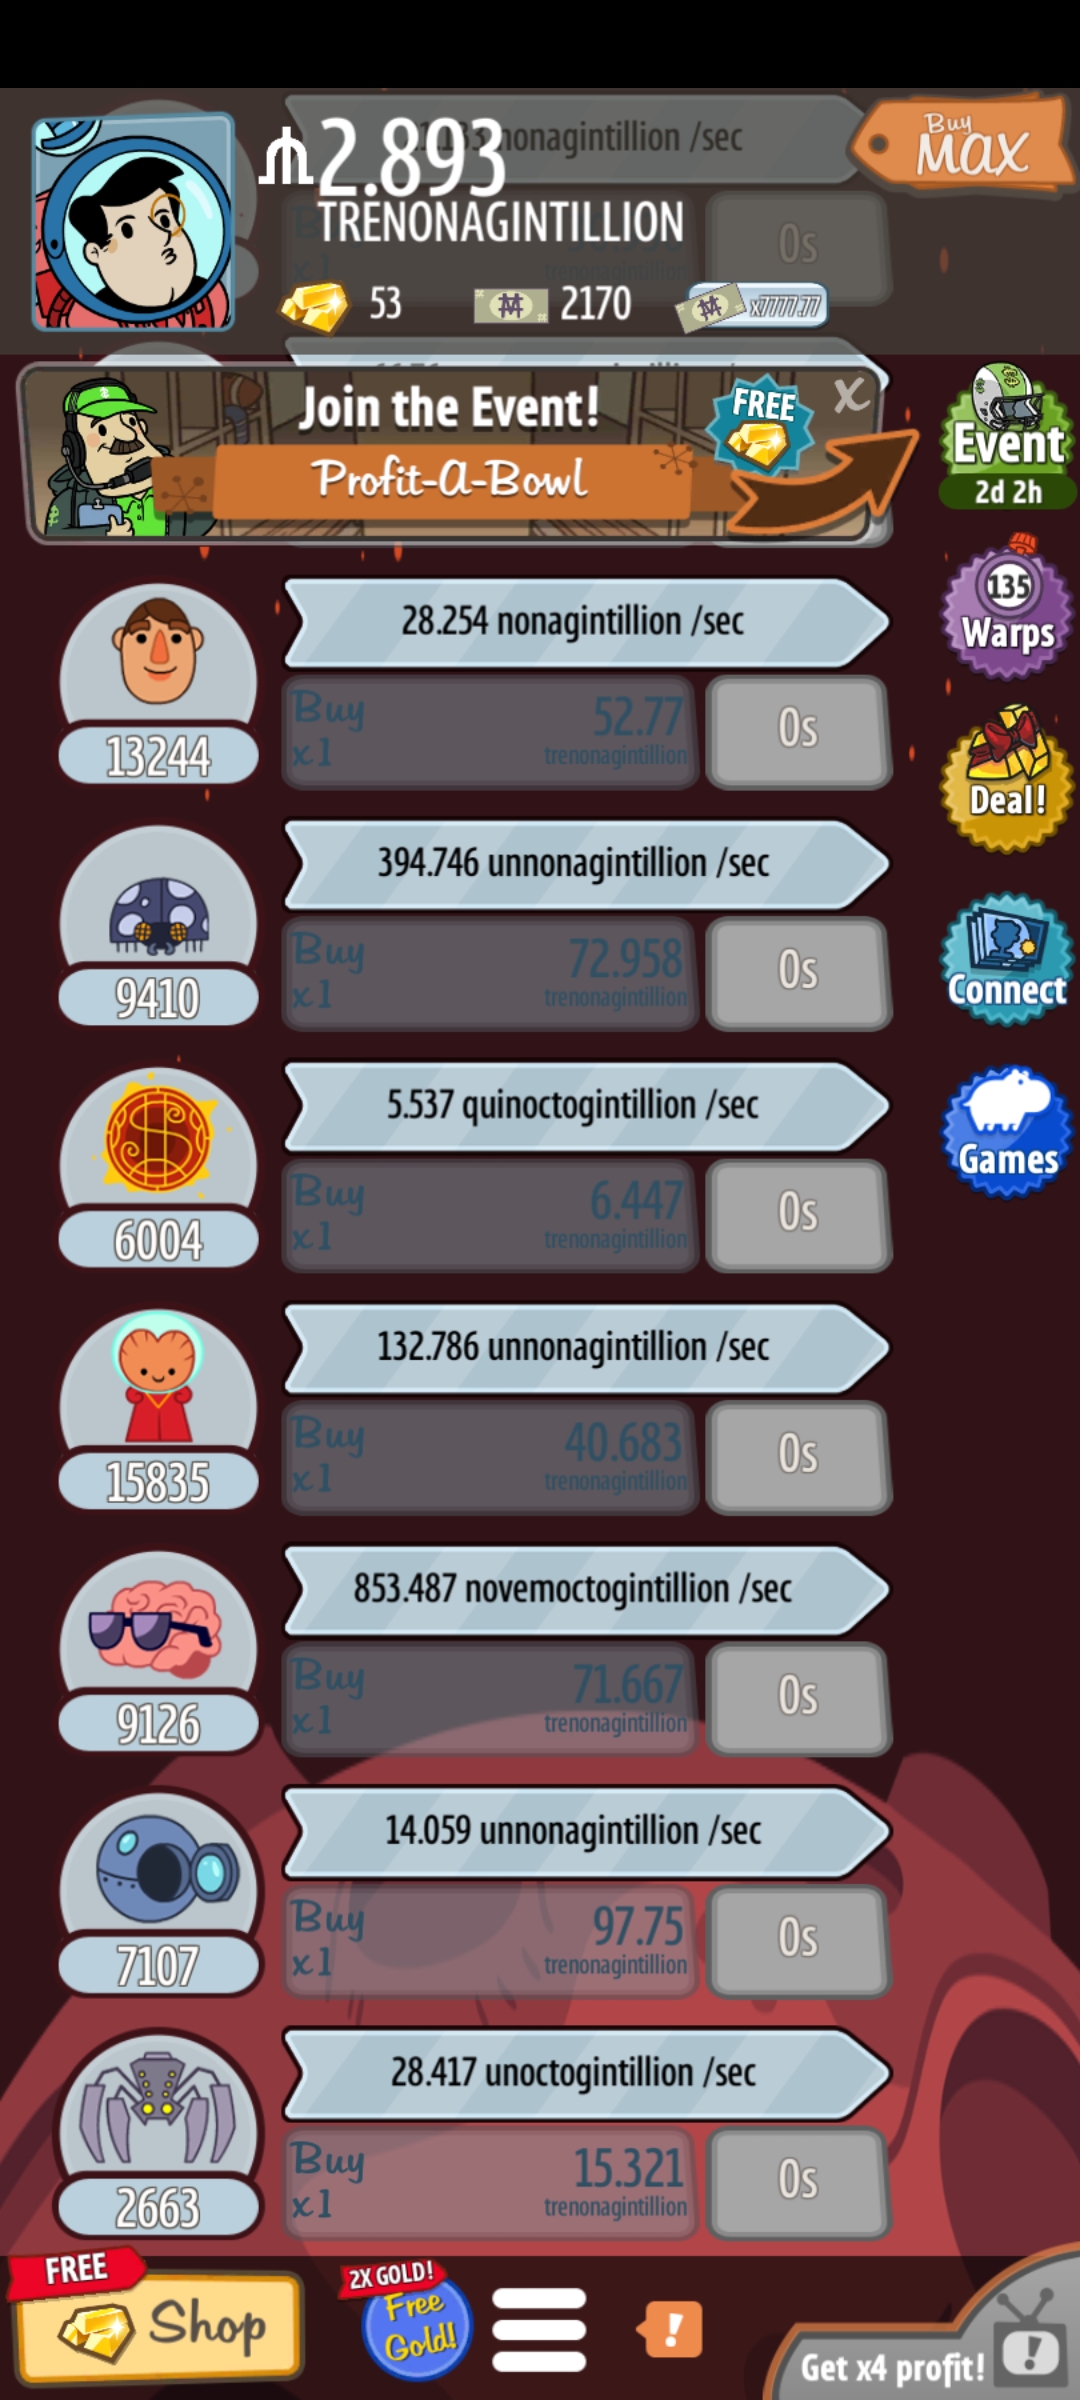 nonagintillion /sec
2.893
TRENONAGINTILLION
Buy
MAX
0s
trenonagintillion
x1
53
2170
x7777.77
Join the Event!
Profit-A-Bowl
FREE
X
Event
2d 2h
28.254 nonagintillion /sec
135
Warps
Buy
x1
52.77
trenonagintillion
0s
13244
Deal!
394.746 unnonagintillion /sec
Buy
x1
72.958
trenonagintillion
0s
9410
Connect
5.537 quinoctogintillion /sec
Buy
x1
6.447
trenonagintillion
0s
6004
Games
132.786 unnonagintillion /sec
Buy
x1
40.683
trenonagintillion
0s
15835
853.487 novemoctogintillion /sec
Buy
x1
71.667
trenonagintillion
0s
9126
14.059 unnonagintillion /sec
Buy
x1
97.75
trenonagintillion
0s
7107
28.417 unoctogintillion /sec
Buy
x1
15.321
trenonagintillion
0s
2663
FREE
Shop
2X GOLD!
Free
Gold!
!
Get x4 profit!
!